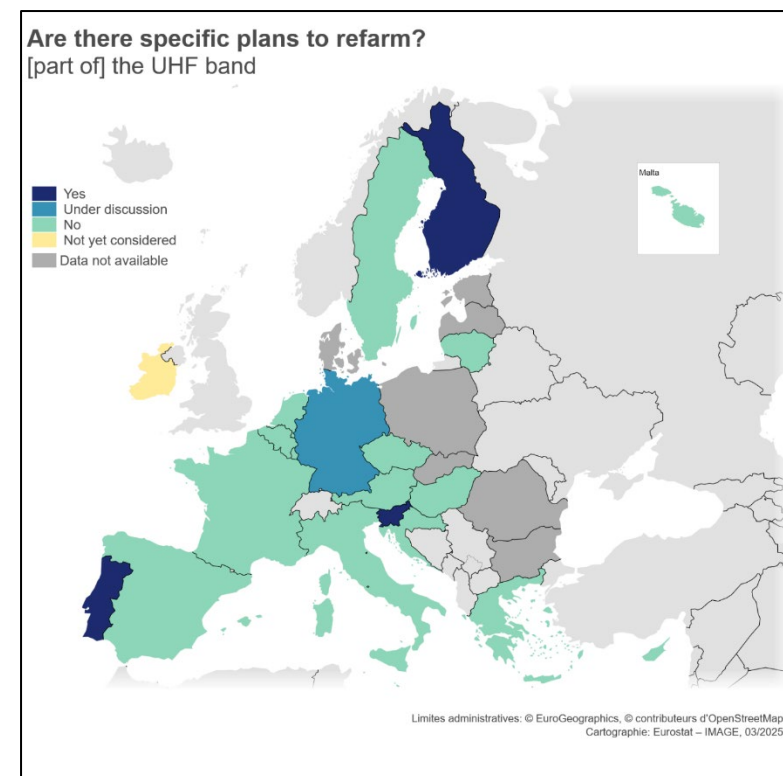 Are there specific plans to refarm?
[part of] the UHF band
Yes
Under discussion
No
Not yet considered
Data not available
Malta
Limites administratives: © EuroGeographics, © contributeurs d'OpenStreetMap
Cartographie: Eurostat – IMAGE, 03/2025